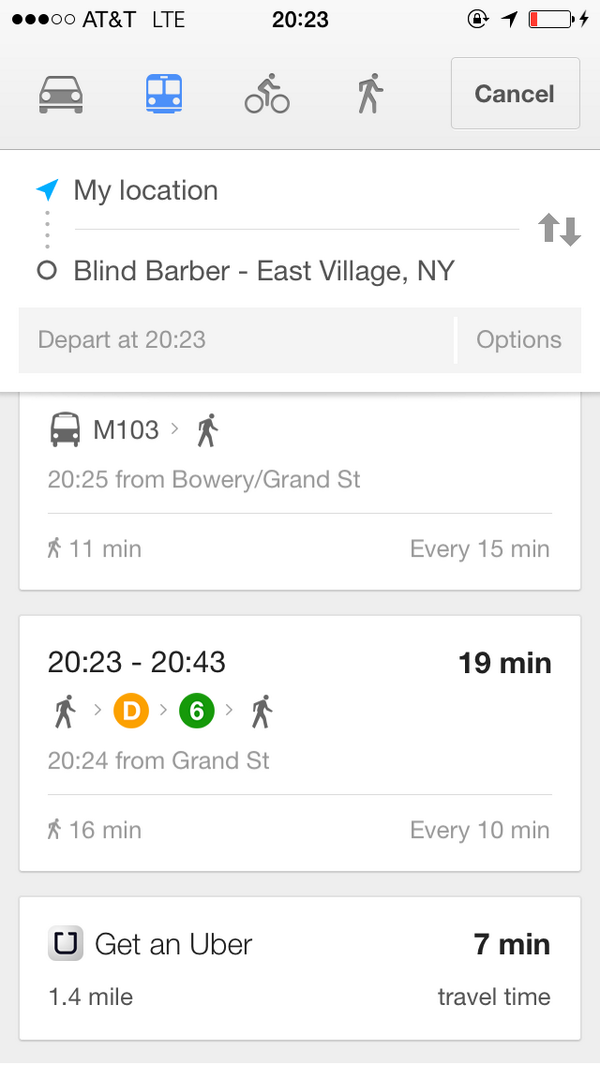 AT&T LTE 20:23
Cancel
My location
Blind Barber - East Village, NY
Depart at 20:23 Options
M103
20:25 from Bowery/Grand St
11 min Every 15 min
20:23 - 20:43 19 min
D 6
20:24 from Grand St
16 min Every 10 min
Get an Uber 7 min
1.4 mile travel time